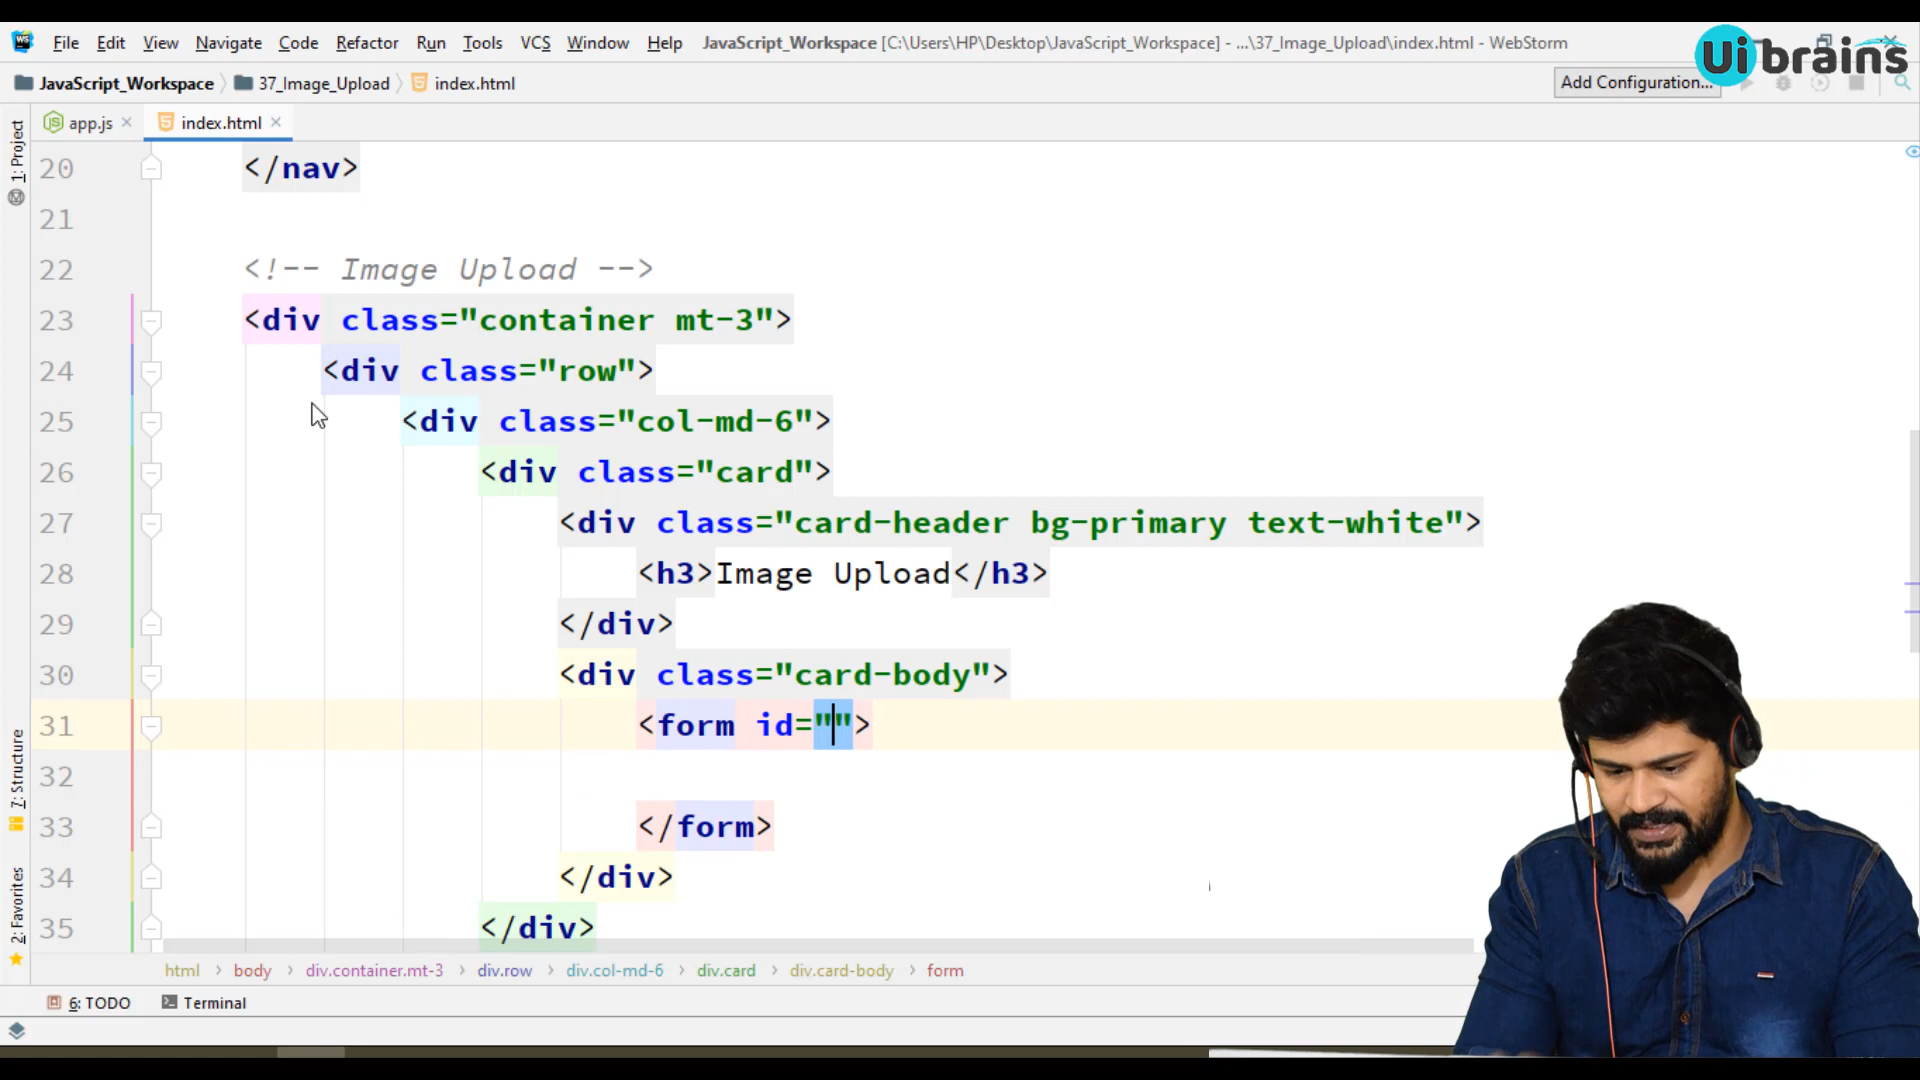 File Edit View Navigate Code Refactor Run Tools VCS Window Help JavaScript_Workspace [C:\Users\HP\Desktop\JavaScript_Workspace] - ...\37_Image_Upload\index.html - WebStorm
Ui brains
JavaScript_Workspace 37_Image_Upload index.html
Add Configuration...
app.js index.html
1: Project
7: Structure
2: Favorites
20 </nav>
21
22 <!-- Image Upload -->
23 <div class="container mt-3">
24 <div class="row">
25 <div class="col-md-6">
26 <div class="card">
27 <div class="card-header bg-primary text-white">
28 <h3>Image Upload</h3>
29 </div>
30 <div class="card-body">
31 <form id="">
32
33 </form>
34 </div>
35 </div>
html body div.container.mt-3 div.row div.col-md-6 div.card div.card-body form
6: TODO Terminal